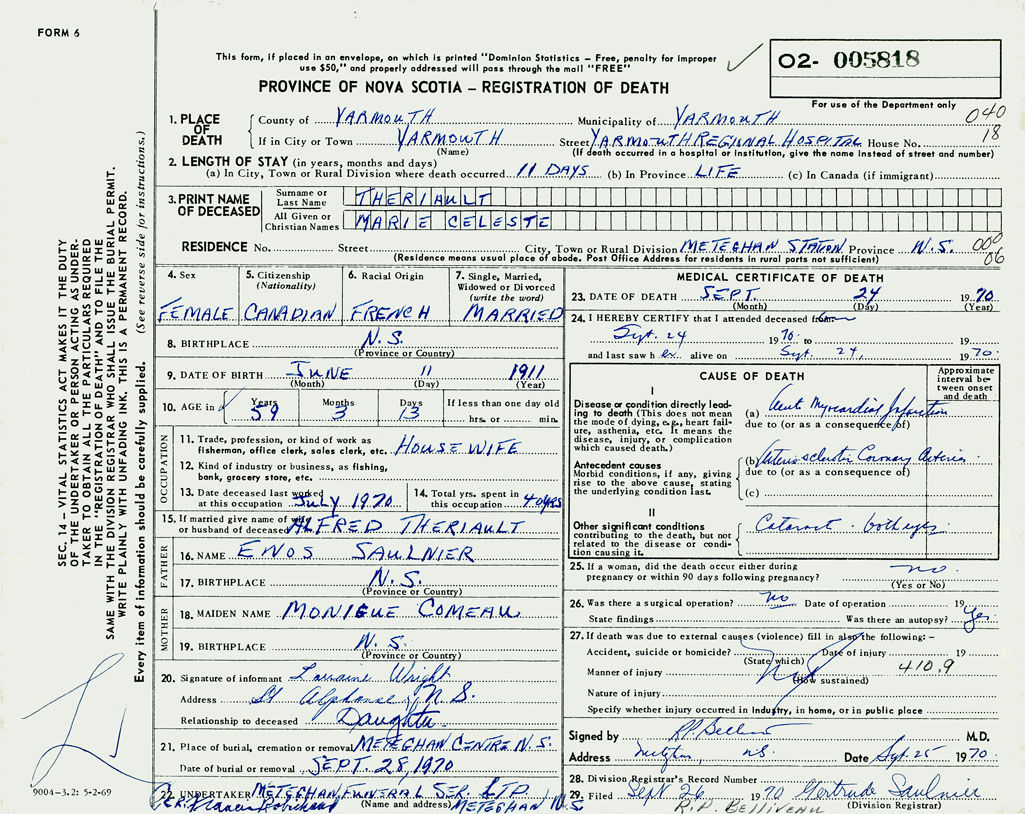 FORM 6
This form, if placed in an envelope, on which is printed "Dominion Statistics – Free, penalty for improper
use $50," and properly addressed will pass through the mail "FREE"
PROVINCE OF NOVA SCOTIA – REGISTRATION OF DEATH
02- 005818
For use of the Department only
040
18
1. PLACE OF DEATH
County of YARMOUTH Municipality of YARMOUTH
If in City or Town YARMOUTH Street YARMOUTH REGIONAL HOSPITAL House No.
(Name) (If death occurred in a hospital or institution, give the name instead of street and number)
2. LENGTH OF STAY (in years, months and days)
(a) In City, Town or Rural Division where death occurred 11 DAYS (b) In Province LIFE (c) In Canada (if immigrant)
3. PRINT NAME OF DECEASED
Surname or Last Name THERIAULT
All Given or Christian Names MARIE CELESTE
RESIDENCE No. Street City, Town or Rural Division METEGHAN STATION Province N.S. 000
06
(Residence means usual place of abode. Post Office Address for residents in rural parts not sufficient)
4. Sex
FEMALE
5. Citizenship
(Nationality)
CANADIAN
6. Racial Origin
FRENCH
7. Single, Married,
Widowed or Divorced
(write the word)
MARRIED
8. BIRTHPLACE N.S.
(Province or Country)
9. DATE OF BIRTH JUNE 11 1911
(Month) (Day) (Year)
10. AGE in Years Months Days If less than one day old
59 3 13 hrs. or min.
OCCUPATION
11. Trade, profession, or kind of work as
fisherman, office clerk, sales clerk, etc. HOUSE WIFE
12. Kind of industry or business, as fishing,
bank, grocery store, etc.
13. Date deceased last worked
at this occupation July 1970
14. Total yrs. spent in
this occupation 40 YRS
15. If married give name of wife
or husband of deceased ALFRED THERIAULT
FATHER
16. NAME ENOS SAULNIER
17. BIRTHPLACE N.S.
(Province or Country)
MOTHER
18. MAIDEN NAME MONIQUE COMEAU
19. BIRTHPLACE N.S.
(Province or Country)
20. Signature of informant Lorraine Wright
Address St Alphonse, N.S.
Relationship to deceased Daughter
21. Place of burial, cremation or removal METEGHAN CENTRE N.S.
Date of burial or removal SEPT. 28, 1970
22. UNDERTAKER METEGHAN FUNERAL SER. LTD.
(Name and address) METEGHAN N.S
MEDICAL CERTIFICATE OF DEATH
23. DATE OF DEATH SEPT. 24 1970
(Month) (Day) (Year)
24. I HEREBY CERTIFY that I attended deceased from
Sept. 24 1970 to 19
and last saw h er alive on Sept. 24, 1970
CAUSE OF DEATH
Approximate interval between onset and death
I
Disease or condition directly leading to death (This does not mean the mode of dying, e.g., heart failure, asthenia, etc. It means the disease, injury, or complication which caused death.)
(a) Acut Myocardial Infarction
due to (or as a consequence of)
Antecedent causes
Morbid conditions, if any, giving rise to the above cause, stating the underlying condition last.
(b) Arteriosclerotic Coronary Arteries
due to (or as a consequence of)
(c)
II
Other significant conditions
contributing to the death, but not related to the disease or condition causing it.
Cataract - both eyes
25. If a woman, did the death occur either during
pregnancy or within 90 days following pregnancy? no.
(Yes or No)
26. Was there a surgical operation? no Date of operation 19
State findings Was there an autopsy? Yes
27. If death was due to external causes (violence) fill in also the following: –
Accident, suicide or homicide? Date of injury 19
(State which)
Manner of injury 410.9
(How sustained)
Nature of injury
Specify whether injury occurred in Industry, in home, or in public place
Signed by M.D.
Address N.S. Date Sept. 25 1970
28. Division Registrar's Record Number
29. Filed Sept 26 1970 Gertrude Saulnier
R.P. BELLIVEAU (Division Registrar)
SEC. 14 – VITAL STATISTICS ACT MAKES IT THE DUTY
OF THE UNDERTAKER OR PERSON ACTING AS UNDER-
TAKER TO OBTAIN ALL THE PARTICULARS REQUIRED
IN THE "REGISTRATION OF DEATH" AND TO FILE THE
SAME WITH THE DIVISION REGISTRAR WHO SHALL ISSUE THE BURIAL PERMIT.
WRITE PLAINLY WITH UNFADING INK. THIS IS A PERMANENT RECORD.
Every item of information should be carefully supplied. (See reverse side for instructions.)
9004-3.2: 5-2-69